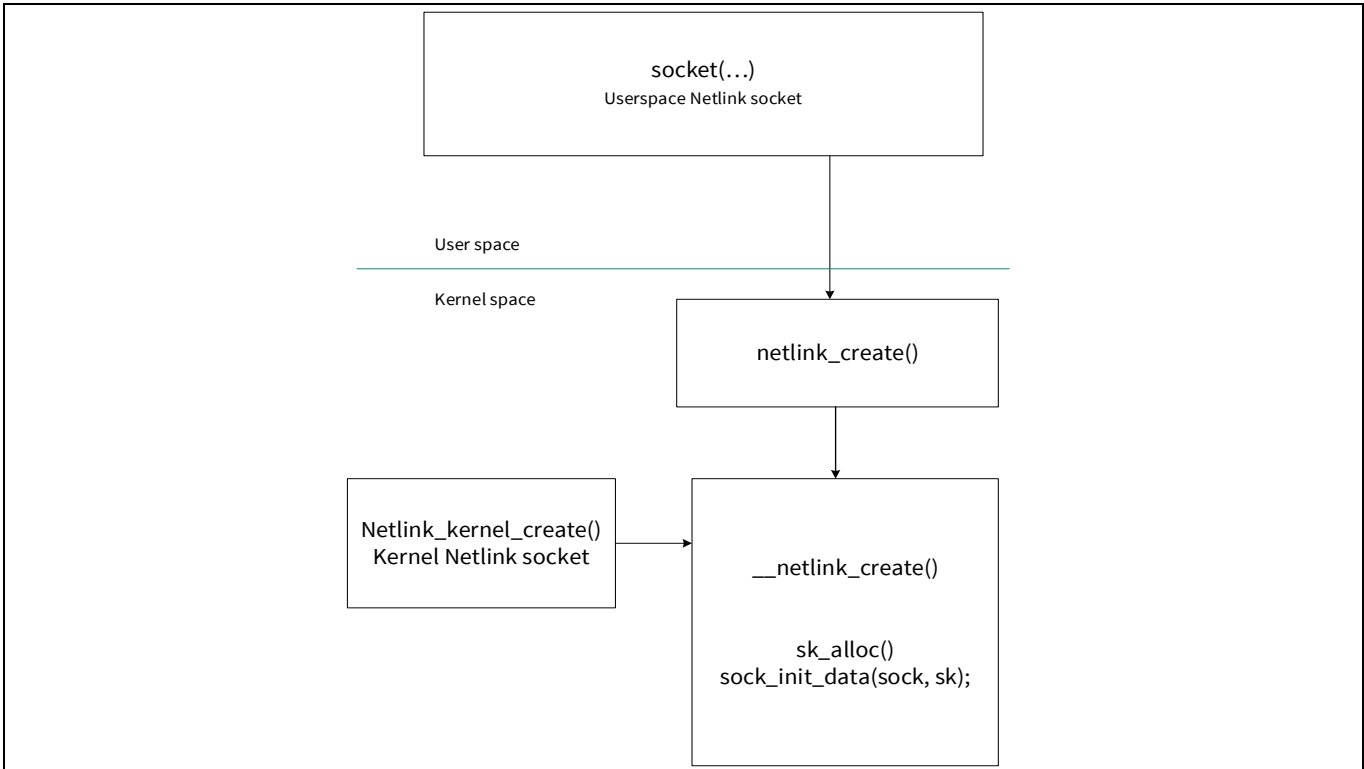 socket(…)
Userspace Netlink socket
User space
Kernel space
netlink_create()
Netlink_kernel_create()
Kernel Netlink socket
__netlink_create()
sk_alloc()
sock_init_data(sock, sk);